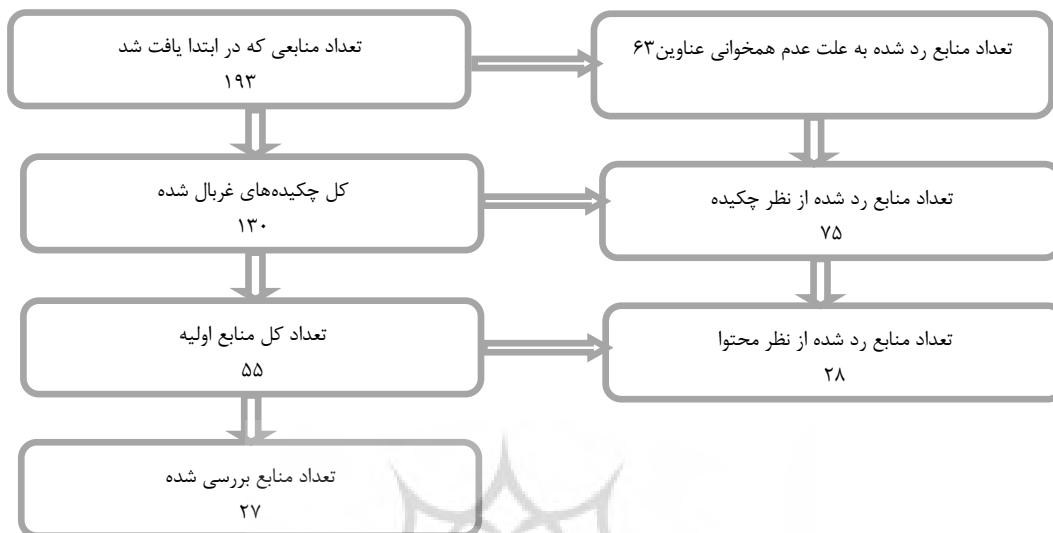 تعداد منابعی که در ابتدا یافت شد
۱۹۳
تعداد منابع رد شده به علت عدم همخوانی عناوین۶۳
کل چکیده‌های غربال شده
۱۳۰
تعداد منابع رد شده از نظر چکیده
۷۵
تعداد کل منابع اولیه
۵۵
تعداد منابع رد شده از نظر محتوا
۲۸
تعداد منابع بررسی شده
۲۷